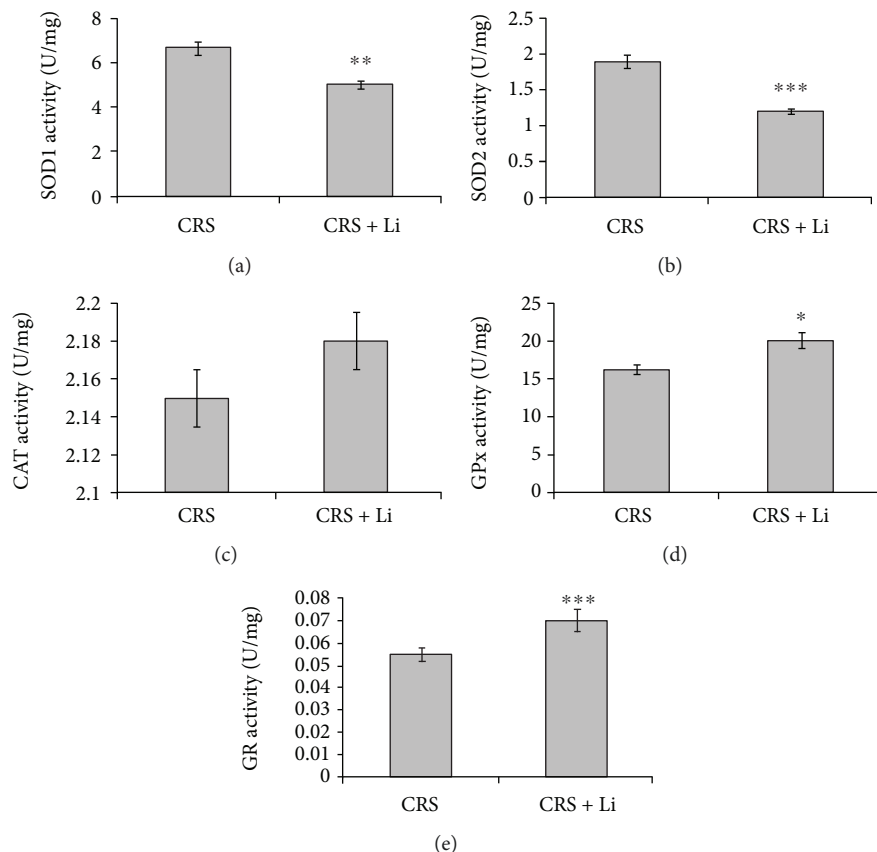 SOD1 activity (U/mg)
8
6
4
2
0
**
CRS
CRS + Li
(a)
SOD2 activity (U/mg)
2.5
2
1.5
1
0.5
0
***
CRS
CRS + Li
(b)
CAT activity (U/mg)
2.2
2.18
2.16
2.14
2.12
2.1
CRS
CRS + Li
(c)
GPx activity (U/mg)
25
20
15
10
5
0
*
CRS
CRS + Li
(d)
GR activity (U/mg)
0.08
0.07
0.06
0.05
0.04
0.03
0.02
0.01
0
***
CRS
CRS + Li
(e)